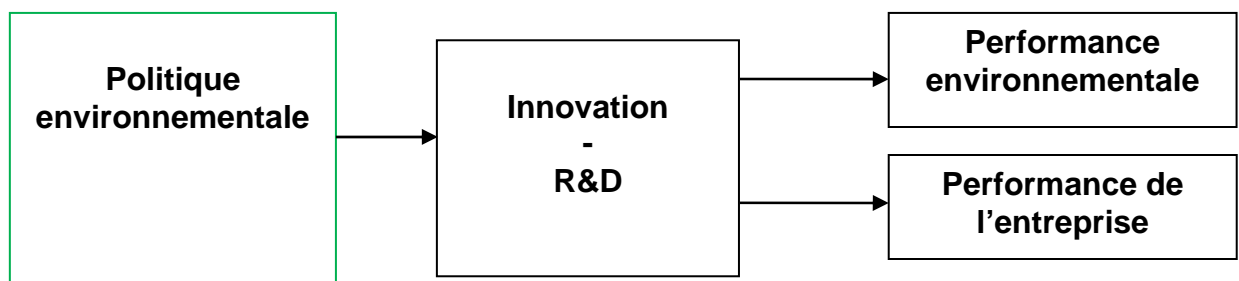 Politique
environnementale
Innovation
-
R&D
Performance
environnementale
Performance de
l’entreprise